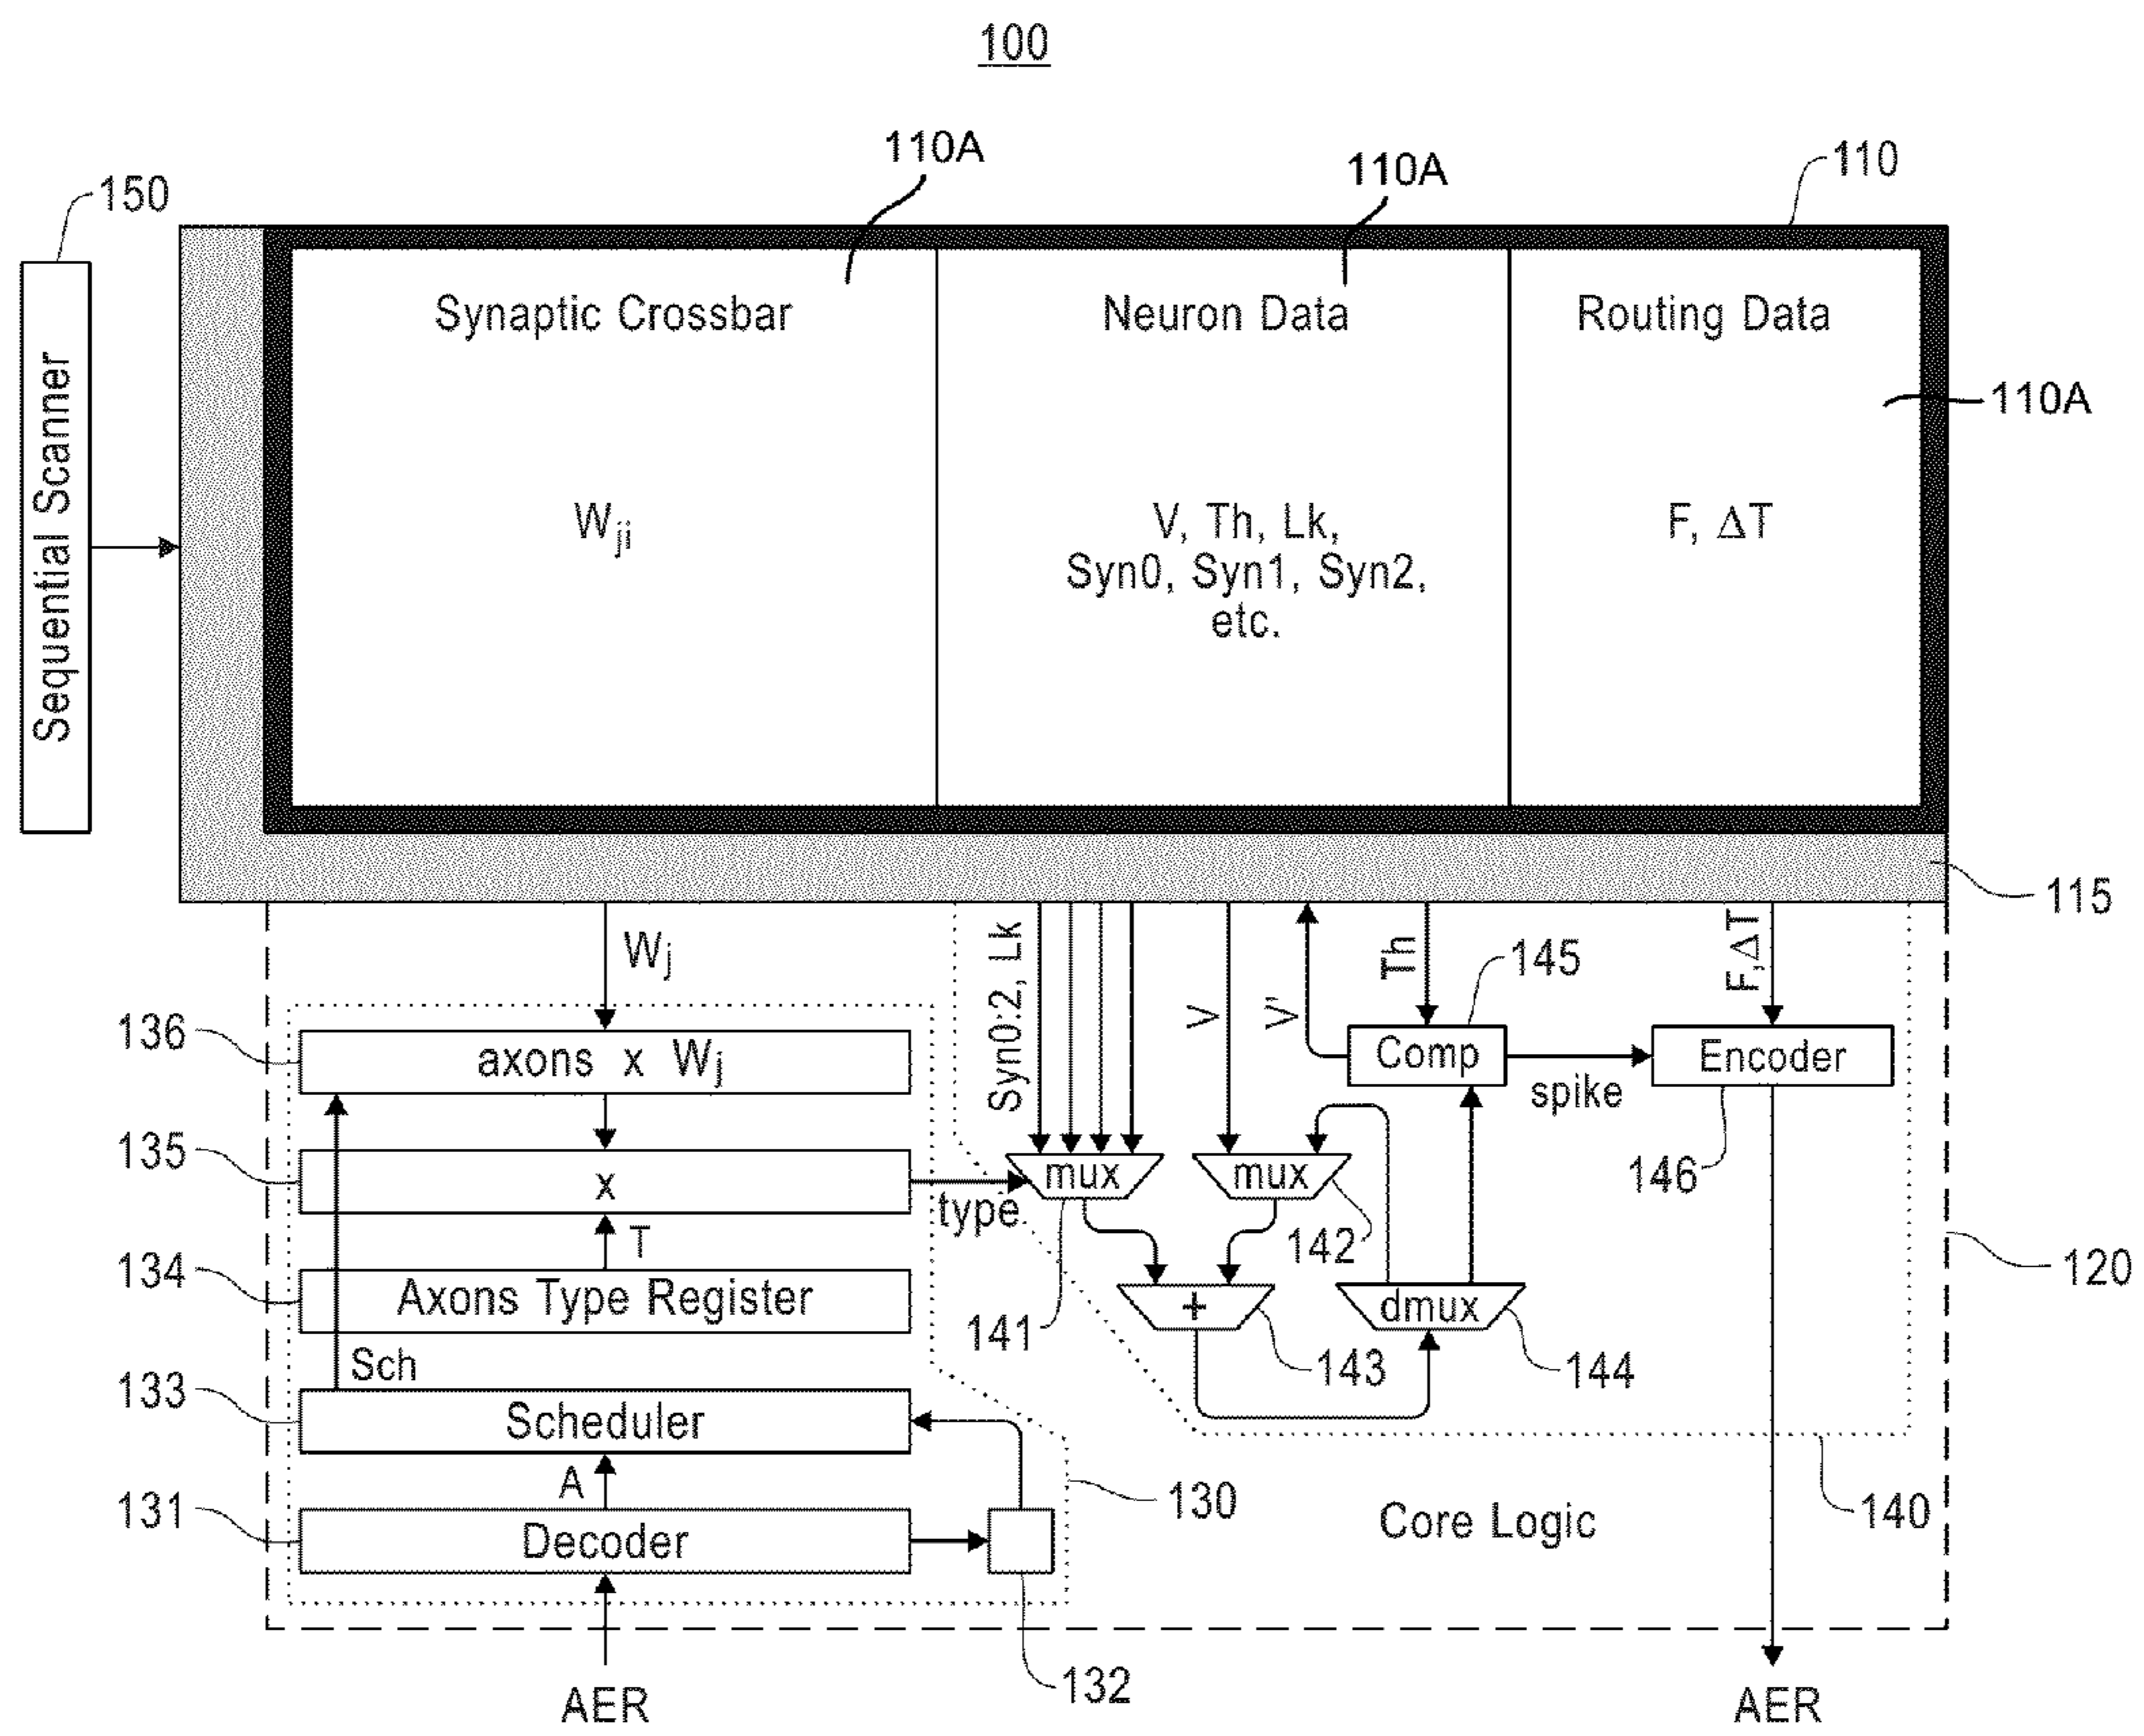 100
110A
110A
110
150
Synaptic Crossbar
Neuron Data
Routing Data
110A
Sequential Scanner
Wji
V, Th, Lk,
Syn0, Syn1, Syn2,
etc.
F, ΔT
115
Wj
Syn0:2, Lk
V
V'
Th
145
F,ΔT
136
axons x Wj
Comp
spike
Encoder
135
x
type
mux
mux
146
142
T
134
Axons Type Register
141
+
dmux
120
143
144
Sch
133
Scheduler
A
130
140
131
Decoder
Core Logic
132
AER
AER